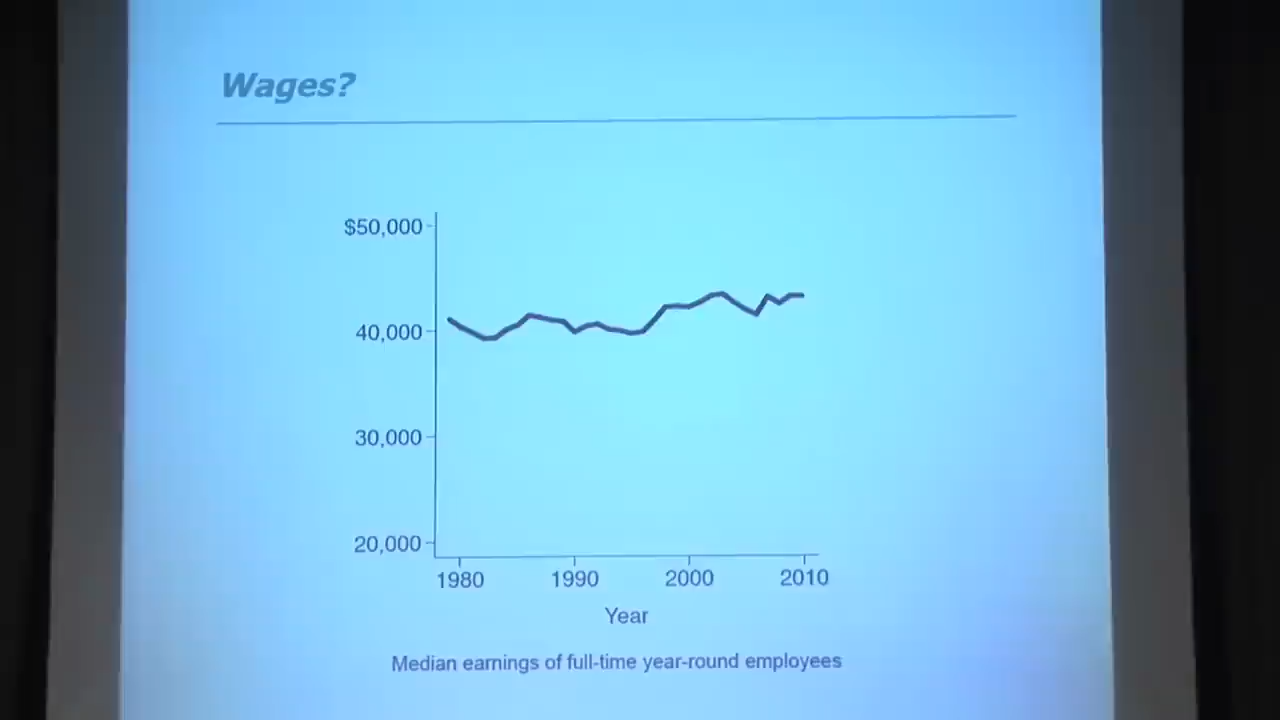 Wages?
$50,000
40,000
30,000
20,000
1980 1990 2000 2010
Year
Median earnings of full-time year-round employees